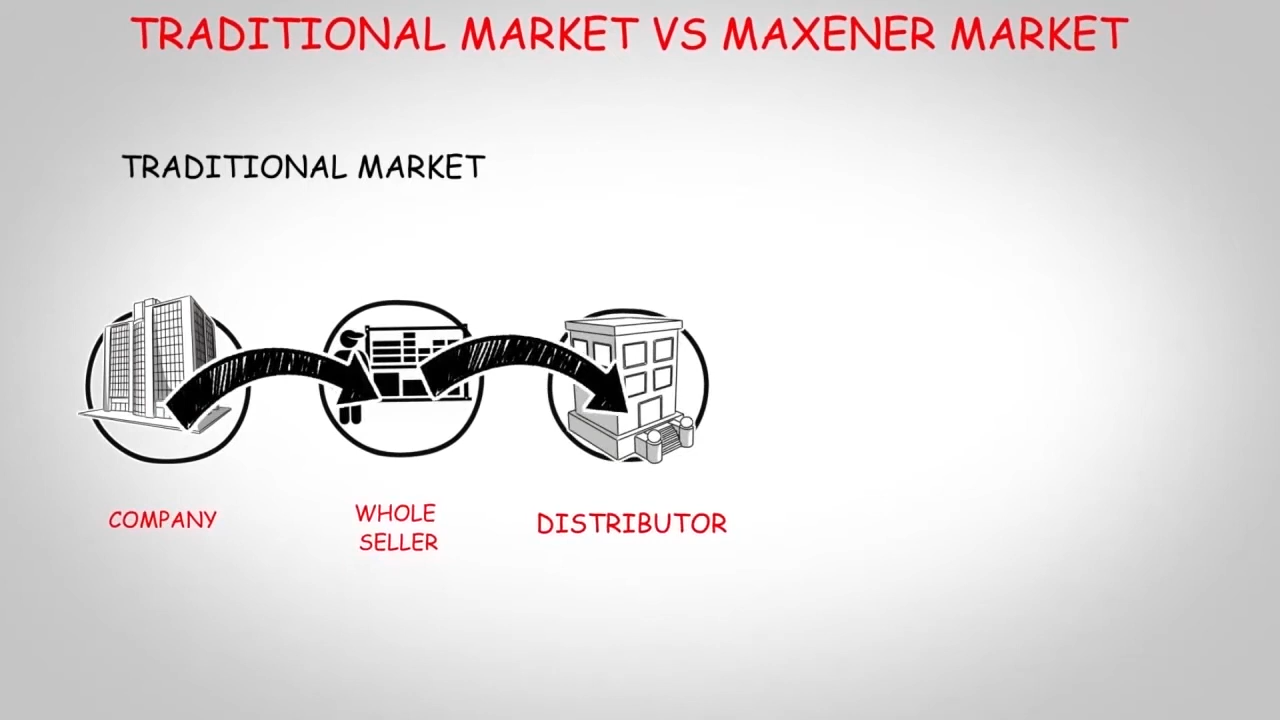 TRADITIONAL MARKET VS MAXENER MARKET
TRADITIONAL MARKET
COMPANY
WHOLE
SELLER
DISTRIBUTOR